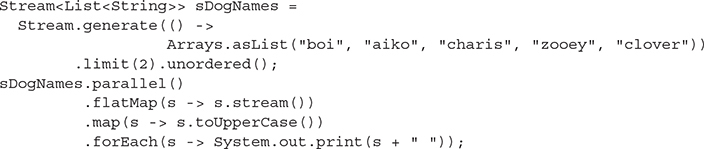 Stream<List<String>> sDogNames =
  Stream.generate(() ->
                  Arrays.asList("boi", "aiko", "charis", "zooey", "clover"))
        .limit(2).unordered();
sDogNames.parallel()
         .flatMap(s -> s.stream())
         .map(s -> s.toUpperCase())
         .forEach(s -> System.out.print(s + " "));